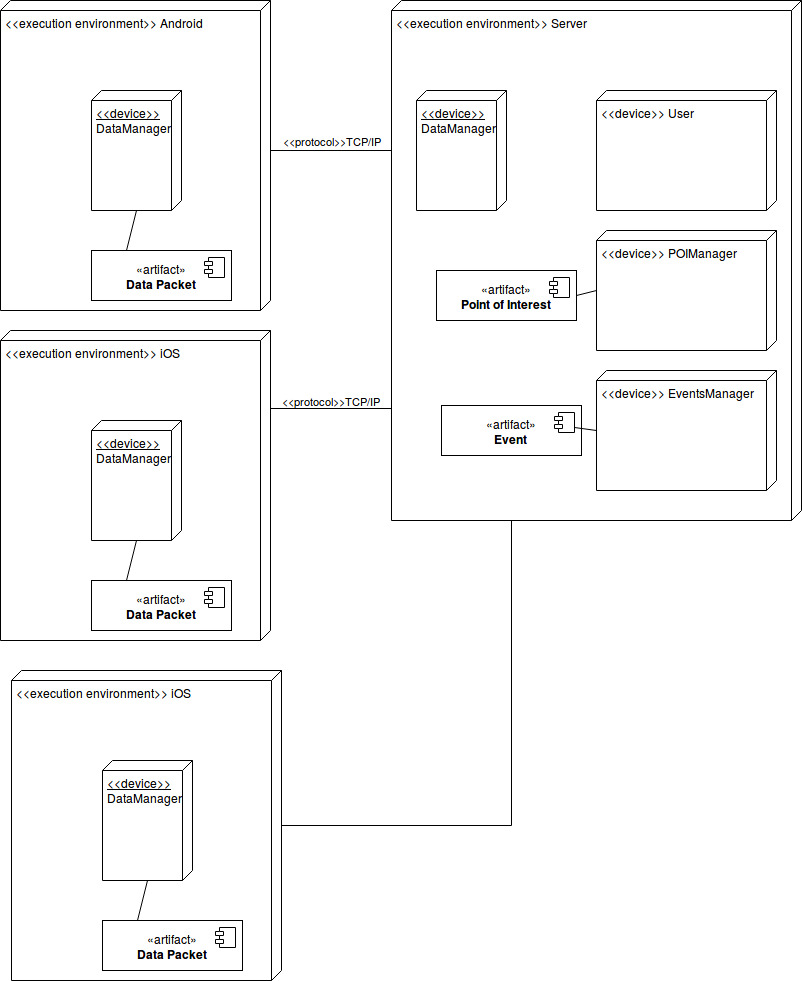 <<execution environment>> Android
<<device>>
DataManager
«artifact»
Data Packet
<<protocol>>TCP/IP
<<execution environment>> Server
<<device>>
DataManager
<<device>> User
<<device>> POIManager
«artifact»
Point of Interest
<<device>> EventsManager
«artifact»
Event
<<execution environment>> iOS
<<device>>
DataManager
«artifact»
Data Packet
<<protocol>>TCP/IP
<<execution environment>> iOS
<<device>>
DataManager
«artifact»
Data Packet